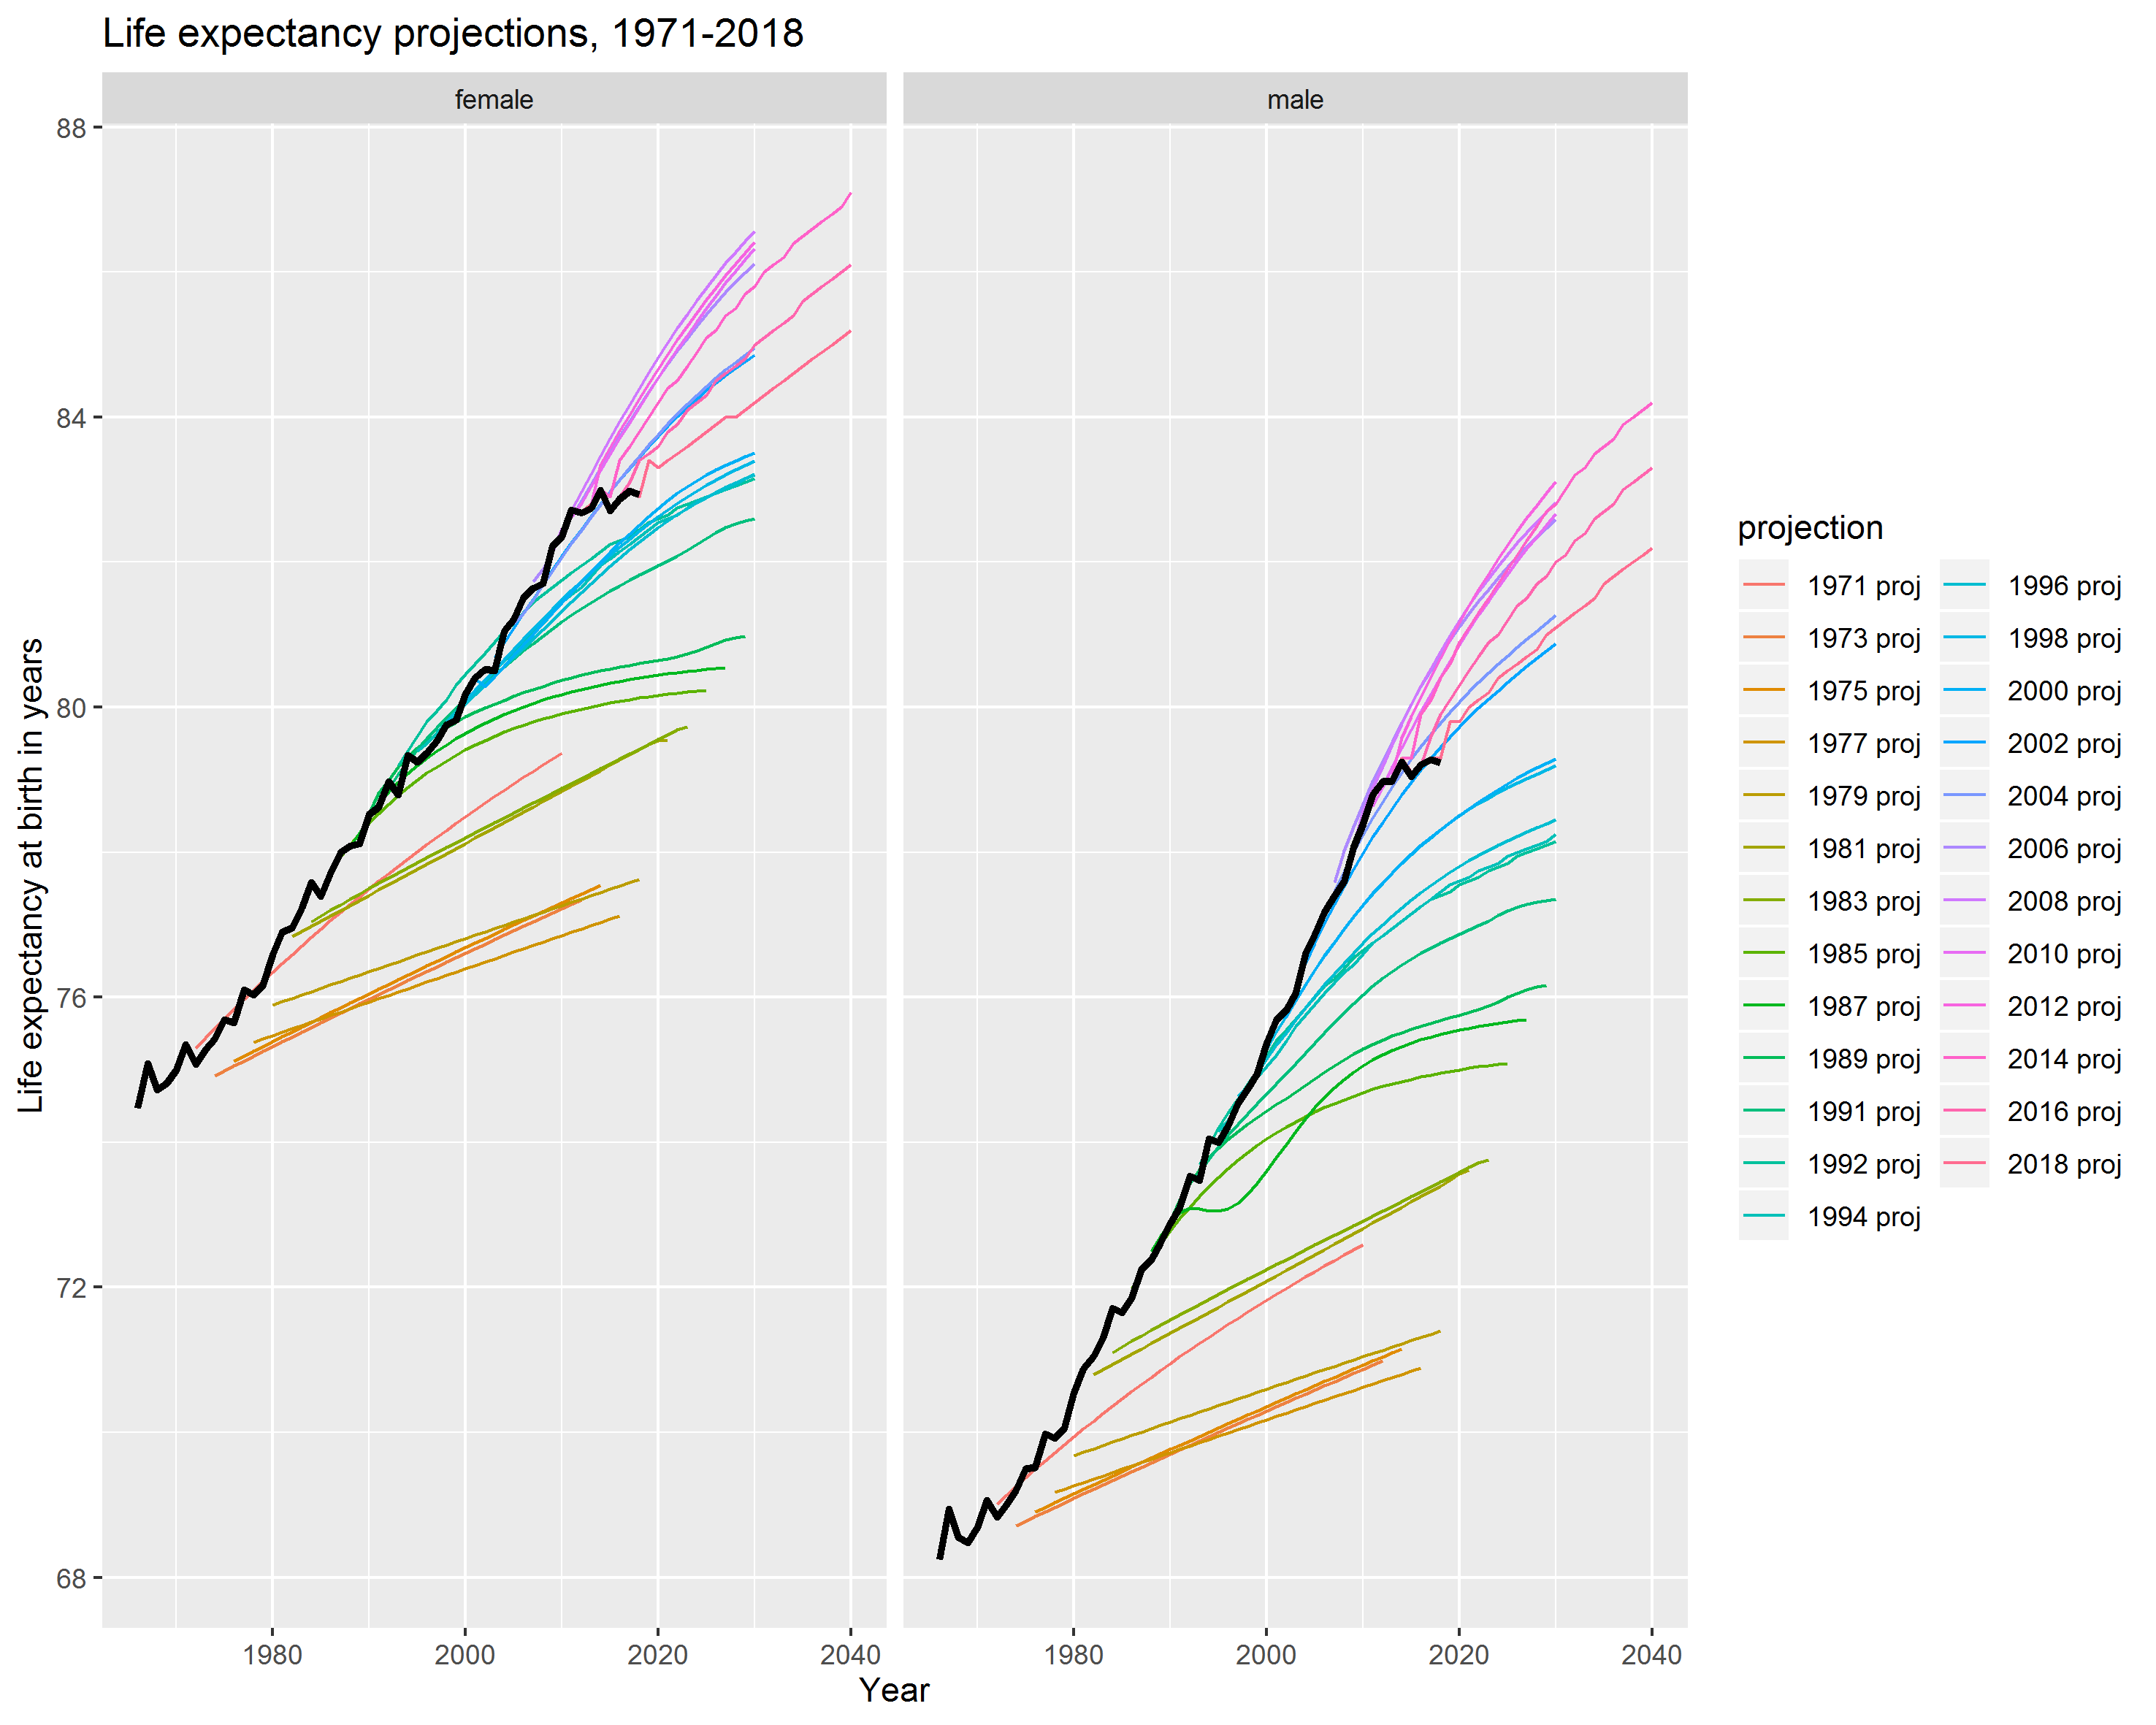 Life expectancy projections, 1971-2018
female
male
Life expectancy at birth in years
88
84
80
76
72
68
1980 2000 2020 2040
1980 2000 2020 2040
Year
projection
1971 proj
1973 proj
1975 proj
1977 proj
1979 proj
1981 proj
1983 proj
1985 proj
1987 proj
1989 proj
1991 proj
1992 proj
1994 proj
1996 proj
1998 proj
2000 proj
2002 proj
2004 proj
2006 proj
2008 proj
2010 proj
2012 proj
2014 proj
2016 proj
2018 proj